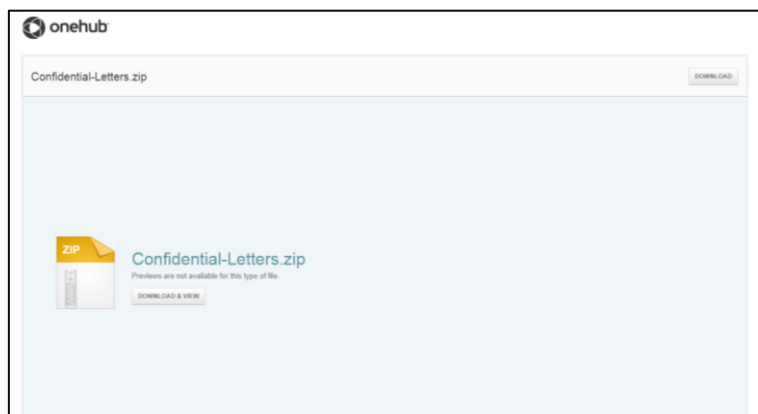 onehub
Confidential-Letters.zip
DOWNLOAD
ZIP
Confidential-Letters.zip
Previews are not available for this type of file.
DOWNLOAD & VIEW